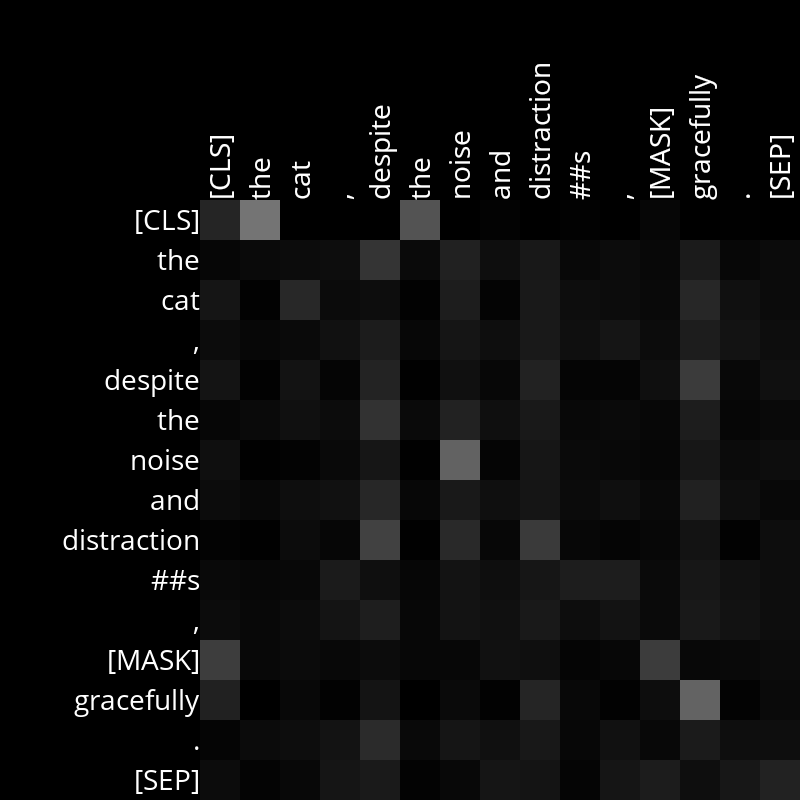 [CLS] the cat , despite the noise and distraction ##s , [MASK] gracefully . [SEP]
[CLS]
the
cat
,
despite
the
noise
and
distraction
##s
,
[MASK]
gracefully
.
[SEP]